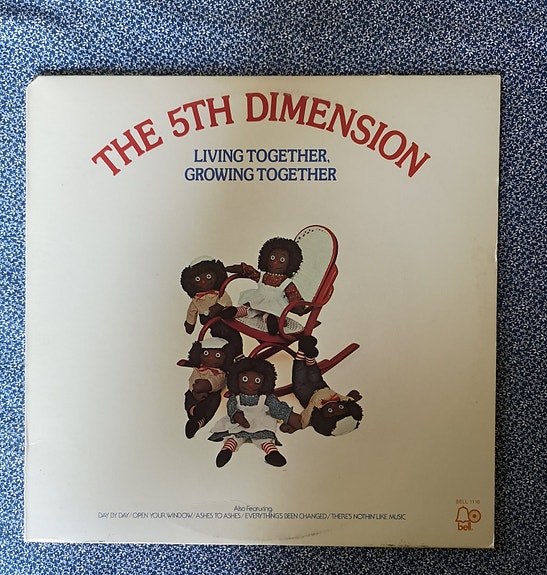 THE 5TH DIMENSION
LIVING TOGETHER,
GROWING TOGETHER
Also Featuring:
DAY BY DAY/OPEN YOUR WINDOW/ASHES TO ASHES/EVERYTHING'S BEEN CHANGED/THERE'S NOTHIN' LIKE MUSIC
BELL 1116
bell